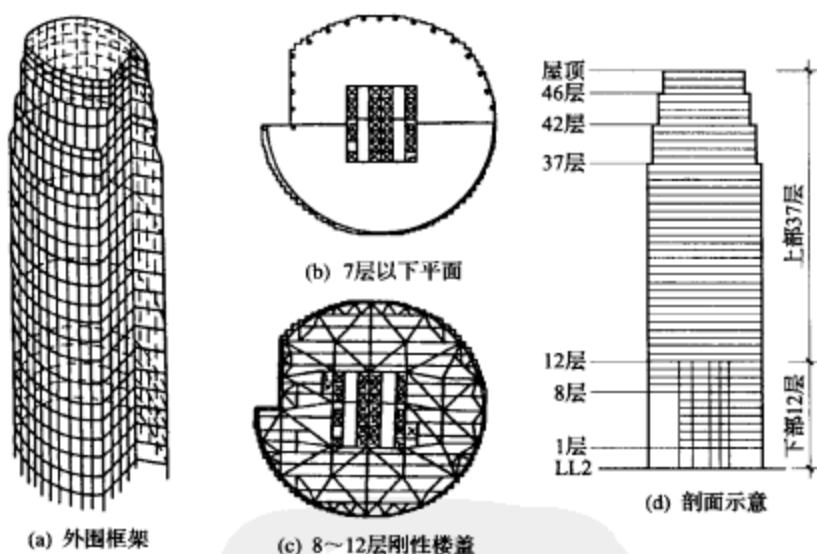 (a) 外围框架
(b) 7层以下平面
(c) 8～12层刚性楼盖
屋顶
46层
42层
37层
12层
8层
1层
LL2
上部37层
下部12层
(d) 剖面示意